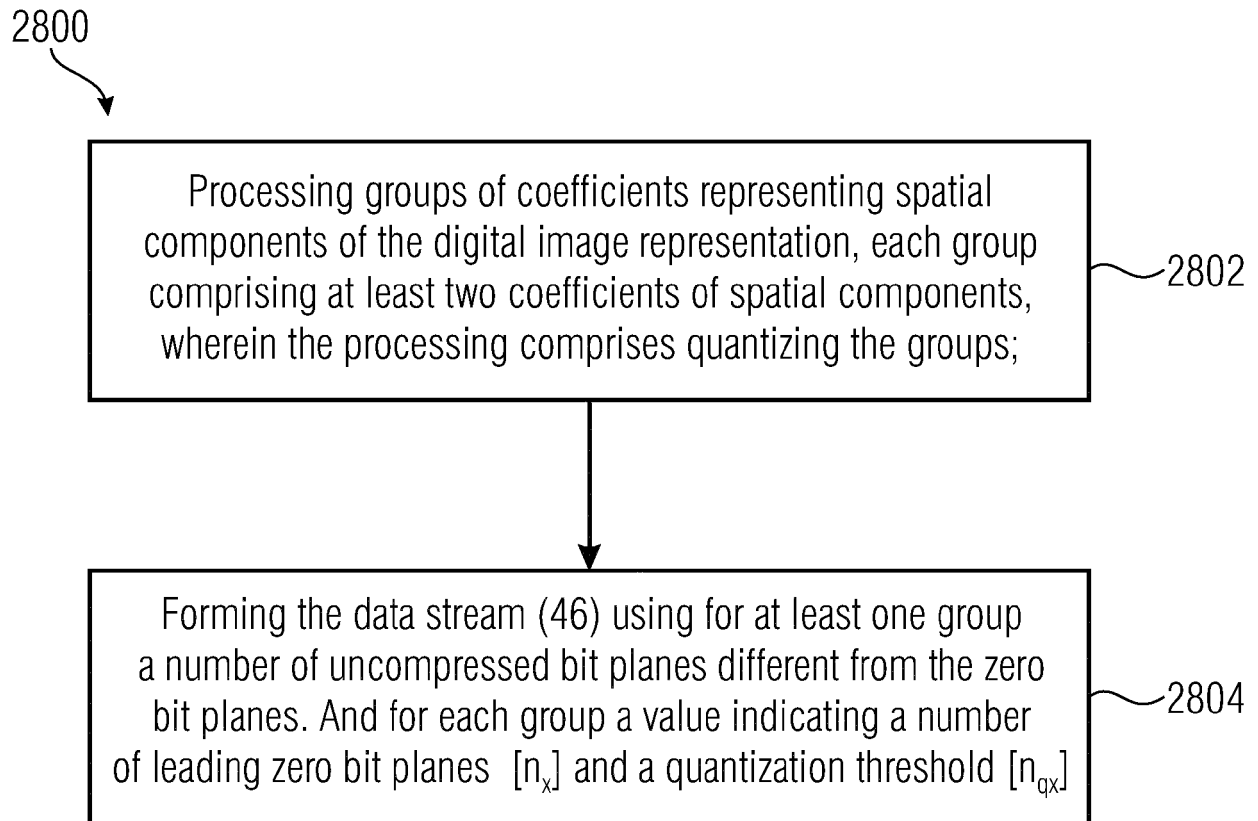 2800
Processing groups of coefficients representing spatial
components of the digital image representation, each group
comprising at least two coefficients of spatial components,
wherein the processing comprises quantizing the groups;
2802
Forming the data stream (46) using for at least one group
a number of uncompressed bit planes different from the zero
bit planes. And for each group a value indicating a number
of leading zero bit planes [nx] and a quantization threshold [nqx]
2804